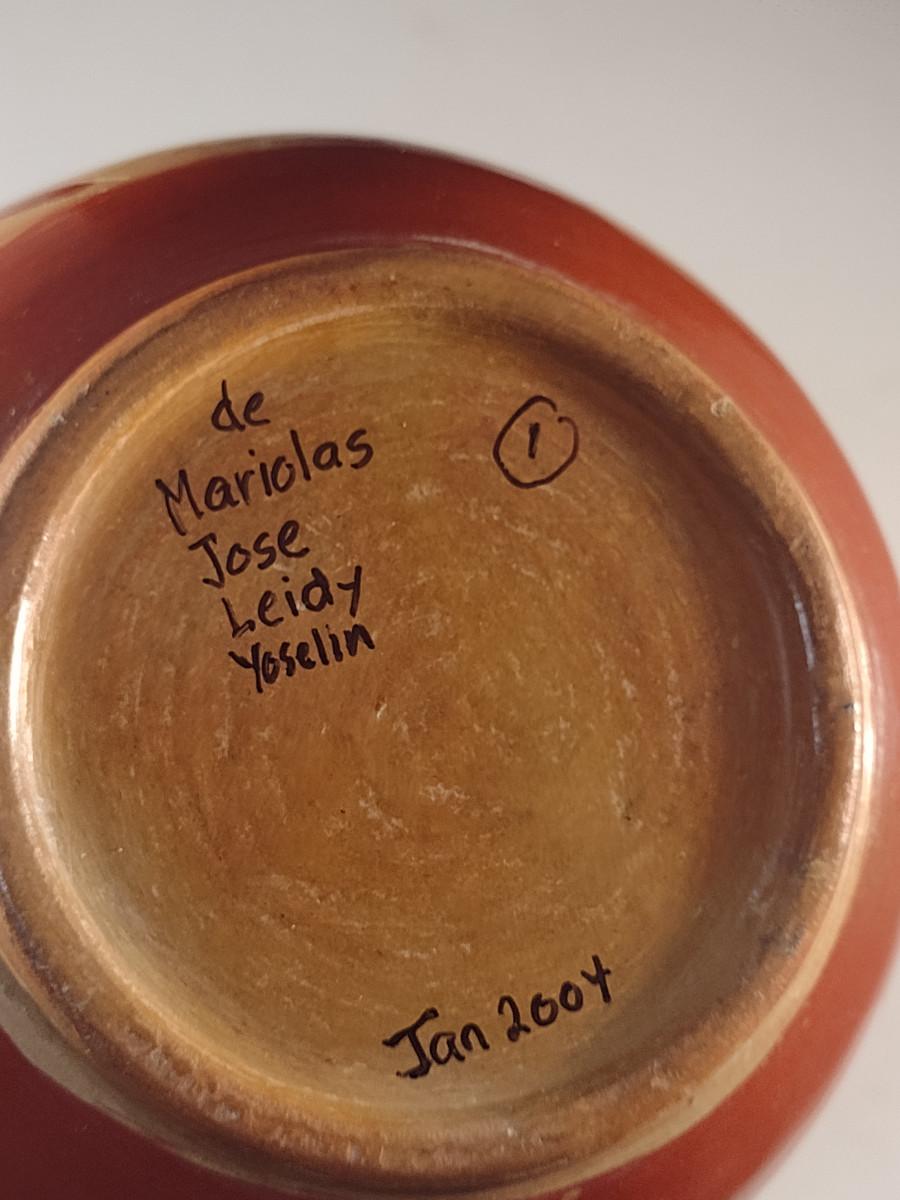 de
Mariolas
Jose
Leidy
Yoselin
1
Jan 2004